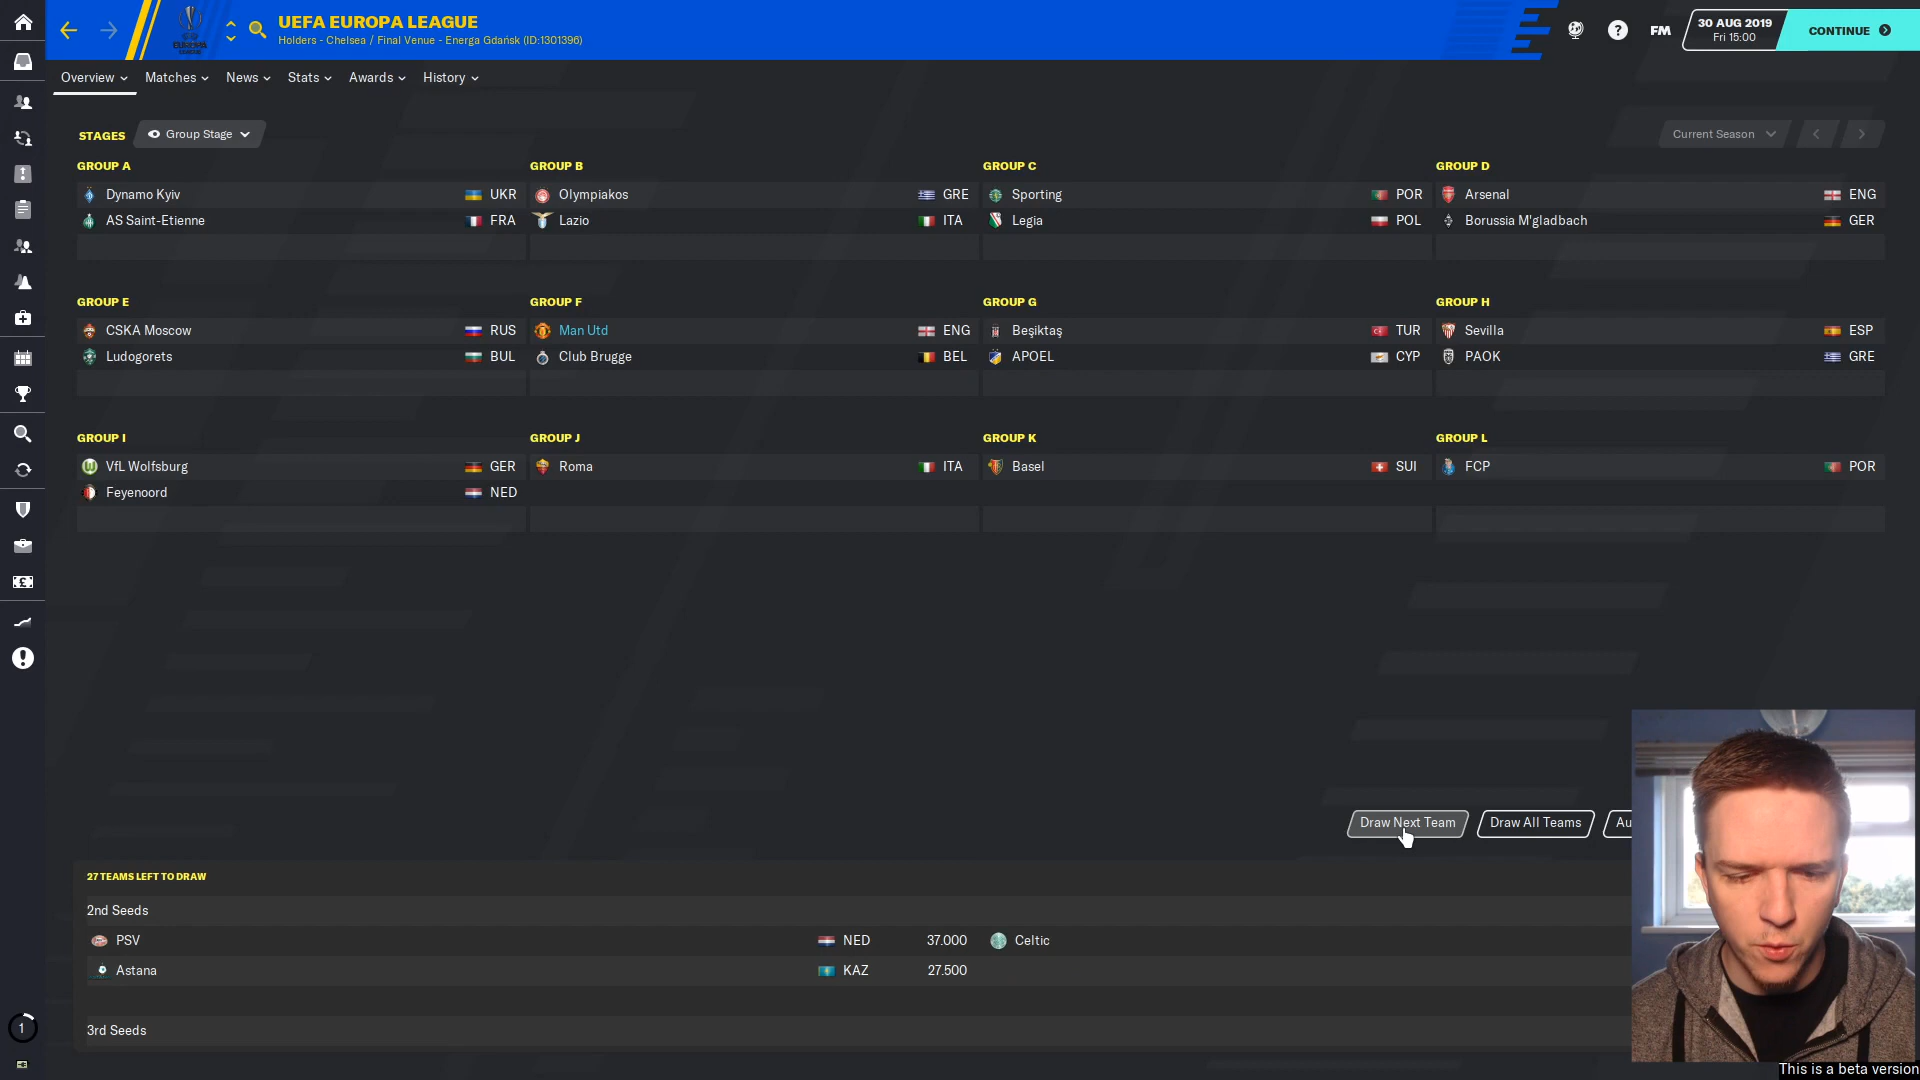 UEFA EUROPA LEAGUE
Holders - Chelsea / Final Venue - Energa Gdańsk (ID:1301396)
FM
30 AUG 2019
Fri 15:00
CONTINUE
Overview Matches News Stats Awards History
STAGES Group Stage Current Season
GROUP A GROUP B GROUP C GROUP D
Dynamo Kyiv UKR Olympiakos GRE Sporting POR Arsenal ENG
AS Saint-Etienne FRA Lazio ITA Legia POL Borussia M'gladbach GER
GROUP E GROUP F GROUP G GROUP H
CSKA Moscow RUS Man Utd ENG Beşiktaş TUR Sevilla ESP
Ludogorets BUL Club Brugge BEL APOEL CYP PAOK GRE
GROUP I GROUP J GROUP K GROUP L
VfL Wolfsburg GER Roma ITA Basel SUI FCP POR
Feyenoord NED
Draw Next Team Draw All Teams Au
27 TEAMS LEFT TO DRAW
2nd Seeds
PSV NED 37.000 Celtic
Astana KAZ 27.500
3rd Seeds
1
This is a beta version